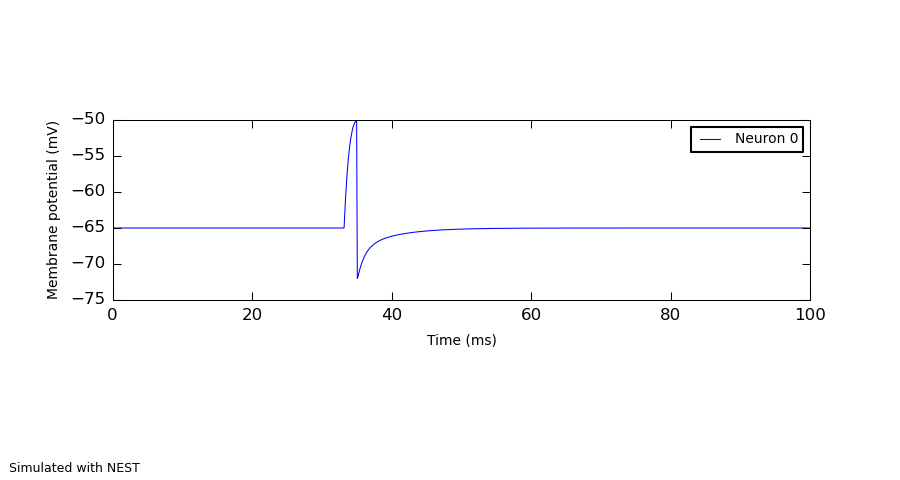 −50
−55
−60
−65
−70
−75
Membrane potential (mV)
Neuron 0
0 20 40 60 80 100
Time (ms)
Simulated with NEST